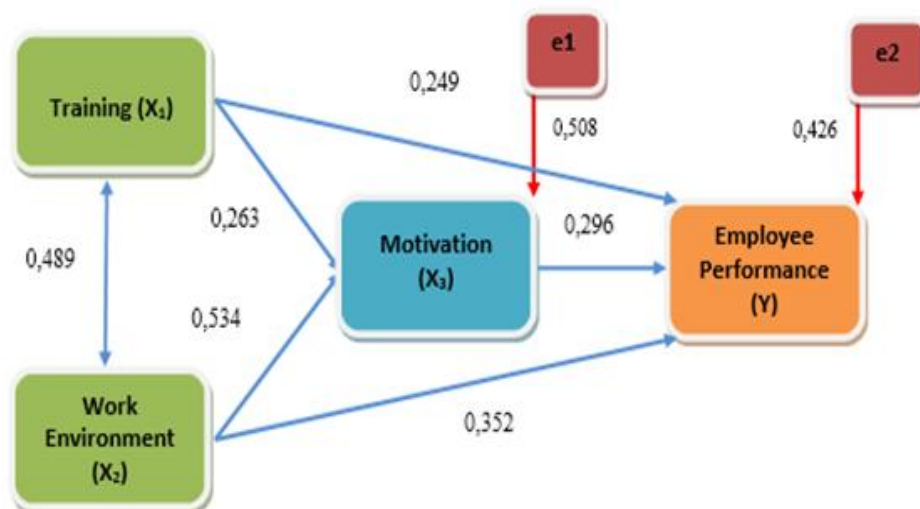 e1
e2
Training (X₁)
0,249
0,508
0,426
0,263
0,489
Motivation
(X₃)
0,296
Employee
Performance
(Y)
0,534
Work
Environment
(X₂)
0,352